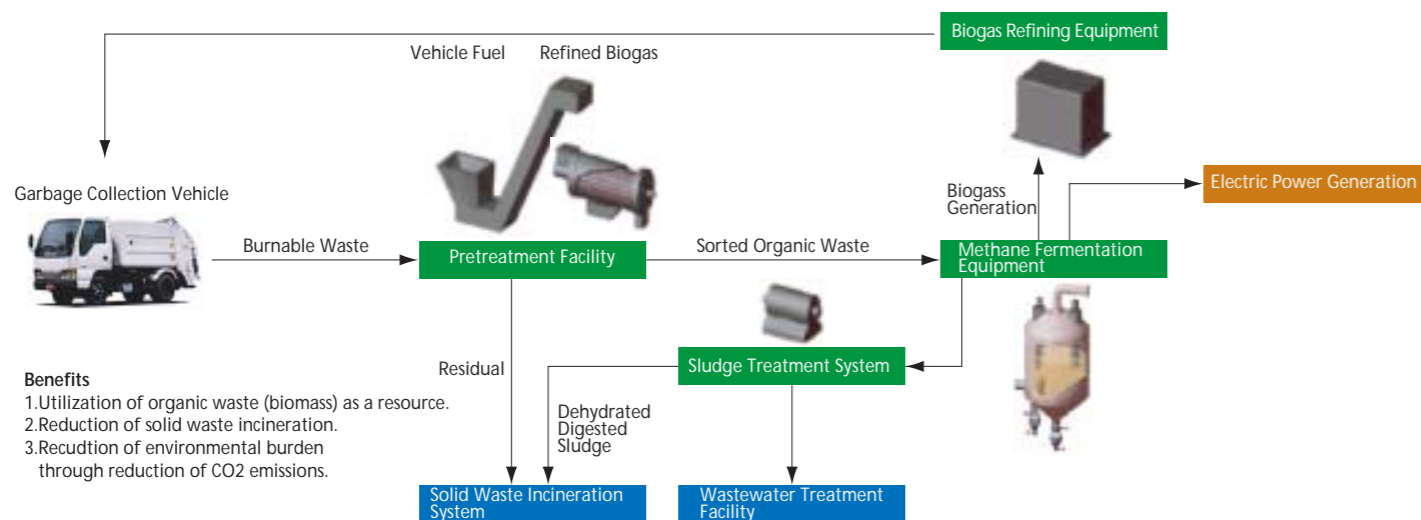 Biogas Refining Equipment
Vehicle Fuel Refined Biogas
Garbage Collection Vehicle
Biogass
Generation
Electric Power Generation
Burnable Waste
Pretreatment Facility
Sorted Organic Waste
Methane Fermentation
Equipment
Residual
Sludge Treatment System
Dehydrated
Digested
Sludge
Benefits
1.Utilization of organic waste (biomass) as a resource.
2.Reduction of solid waste incineration.
3.Recudtion of environmental burden
through reduction of CO2 emissions.
Solid Waste Incineration
System
Wastewater Treatment
Facility